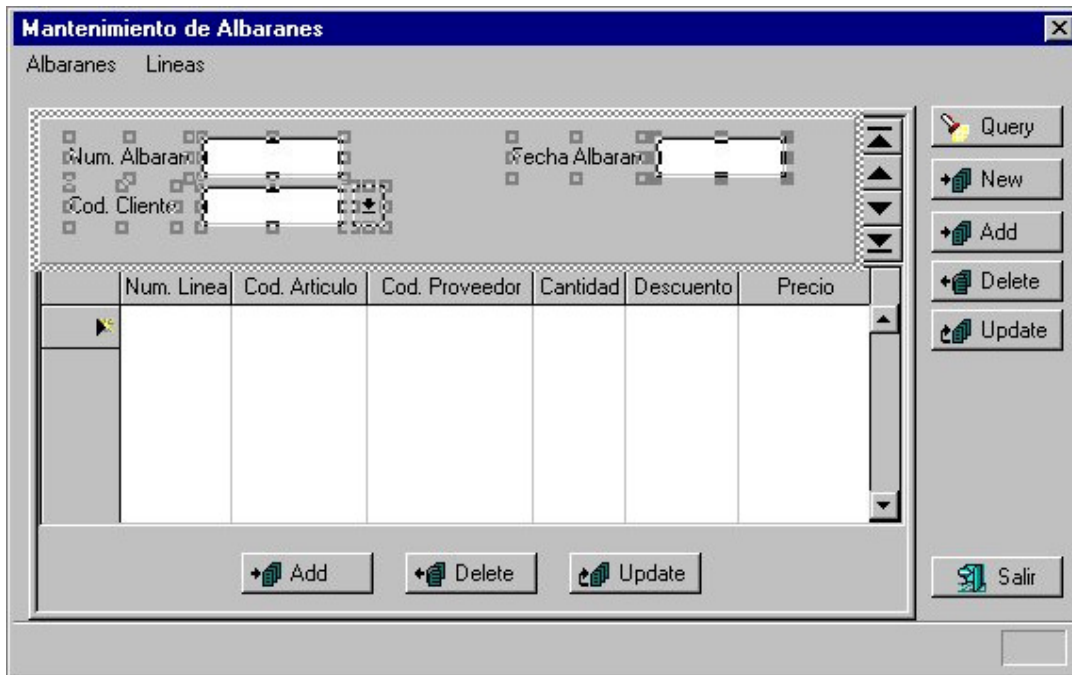 Mantenimiento de Albaranes
Albaranes Lineas
Num. Albaran
Fecha Albaran
Cod. Cliente
Query
New
Add
Delete
Update
Num. Linea Cod. Articulo Cod. Proveedor Cantidad Descuento Precio
Add Delete Update
Salir